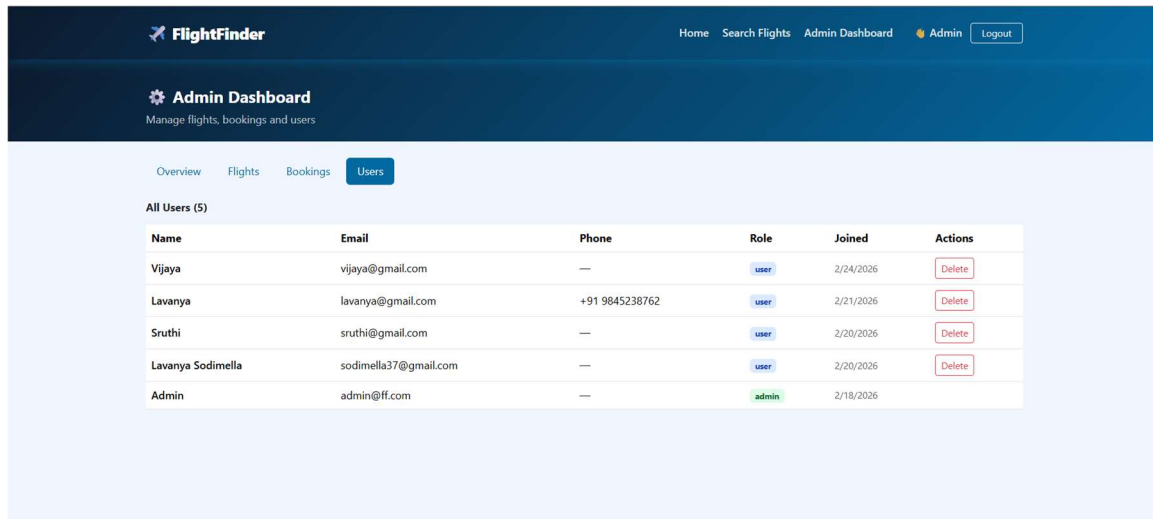 FlightFinder
Home Search Flights Admin Dashboard 👋 Admin Logout
Admin Dashboard
Manage flights, bookings and users
Overview Flights Bookings Users
All Users (5)
Name Email Phone Role Joined Actions
Vijaya vijaya@gmail.com — user 2/24/2026 Delete
Lavanya lavanya@gmail.com +91 9845238762 user 2/21/2026 Delete
Sruthi sruthi@gmail.com — user 2/20/2026 Delete
Lavanya Sodimella sodimella37@gmail.com — user 2/20/2026 Delete
Admin admin@ff.com — admin 2/18/2026